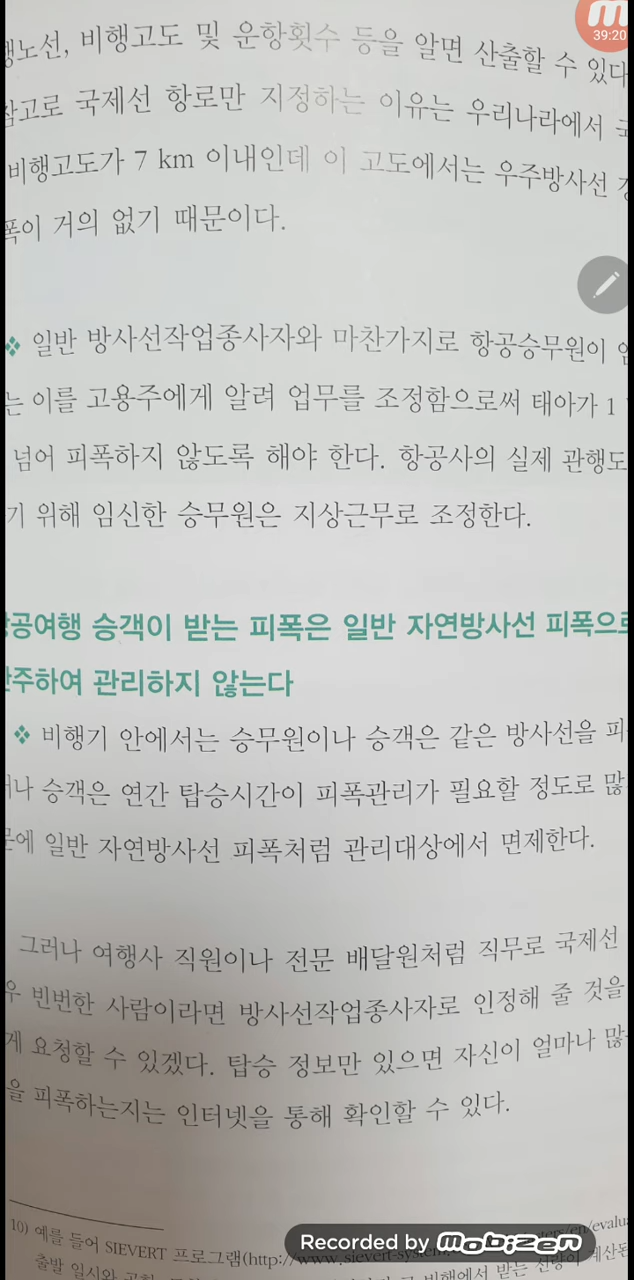 39:20
행노선, 비행고도 및 운항횟수 등을 알면 산출할 수 있다
참고로 국제선 항로만 지정하는 이유는 우리나라에서
비행고도가 7 km 이내인데 이 고도에서는 우주방사선
폭이 거의 없기 때문이다.
❖ 일반 방사선작업종사자와 마찬가지로 항공승무원이
는 이를 고용주에게 알려 업무를 조정함으로써 태아가 1
넘어 피폭하지 않도록 해야 한다. 항공사의 실제 관행도
기 위해 임신한 승무원은 지상근무로 조정한다.
항공여행 승객이 받는 피폭은 일반 자연방사선 피폭으로
간주하여 관리하지 않는다
❖ 비행기 안에서는 승무원이나 승객은 같은 방사선을 피
나 승객은 연간 탑승시간이 피폭관리가 필요할 정도로 많
문에 일반 자연방사선 피폭처럼 관리대상에서 면제한다.
그러나 여행사 직원이나 전문 배달원처럼 직무로 국제선
우 빈번한 사람이라면 방사선작업종사자로 인정해 줄 것을
게 요청할 수 있겠다. 탑승 정보만 있으면 자신이 얼마나 많
을 피폭하는지는 인터넷을 통해 확인할 수 있다.
10) 예를 들어 SIEVERT 프로그램(http://www.sievert-system
출발 일시와
Recorded by mobizen